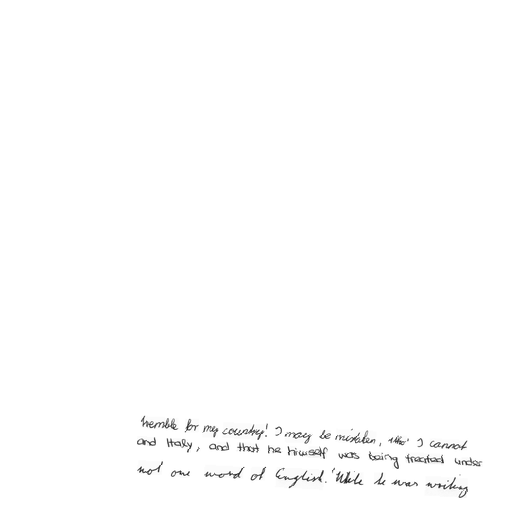 tremble for my country! I may be mistaken, tho' I cannot
and Italy, and that he himself was being treated under
not one word of English. While he was writing